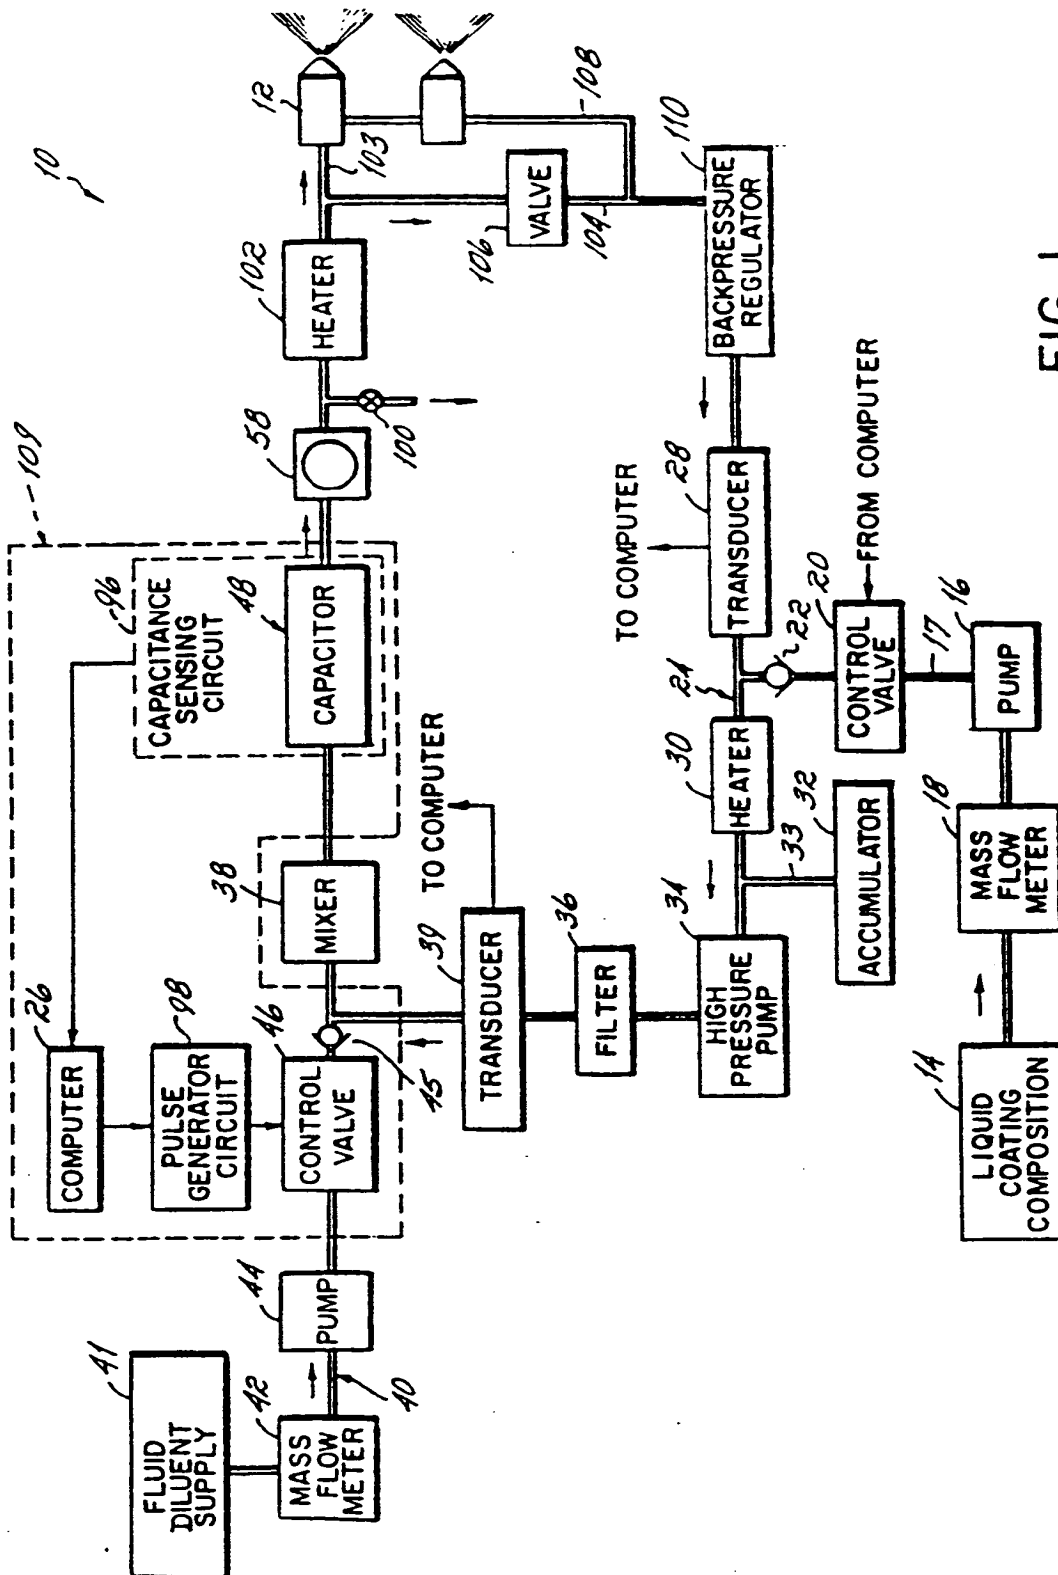 10
FLUID
DILUENT
SUPPLY
41
MASS
FLOW
METER
42
40
PUMP
44
COMPUTER
26
PULSE
GENERATOR
CIRCUIT
98
CONTROL
VALVE
46
45
MIXER
38
CAPACITANCE
SENSING
CIRCUIT
96
CAPACITOR
48
109
58
100
HEATER
102
103
12
VALVE
106
104
108
BACKPRESSURE
REGULATOR
110
TRANSDUCER
28
TO COMPUTER
24
22
HEATER
30
ACCUMULATOR
32
33
HIGH
PRESSURE
PUMP
34
FILTER
36
TRANSDUCER
39
TO COMPUTER
CONTROL
VALVE
20
FROM COMPUTER
17
PUMP
16
MASS
FLOW
METER
18
LIQUID
COATING
COMPOSITION
14
FIG. 1